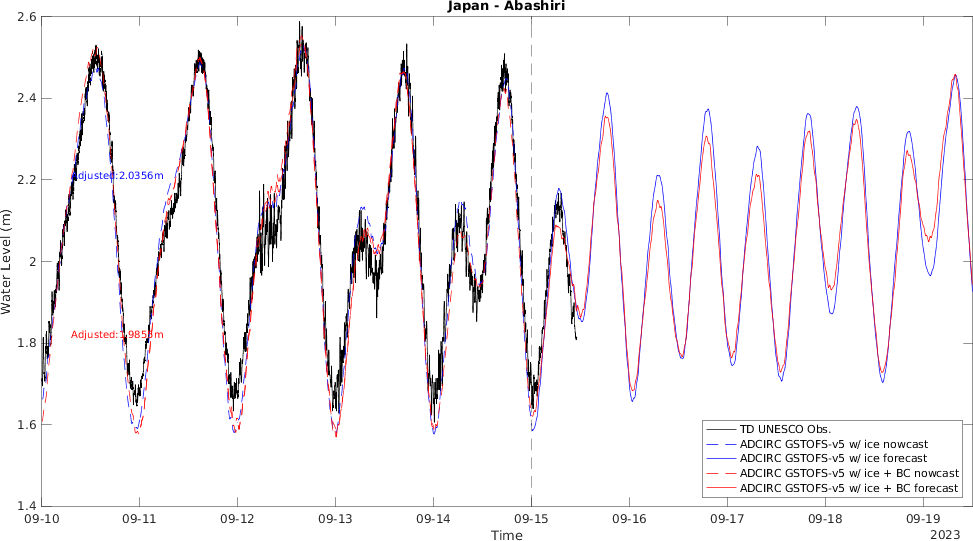 Japan - Abashiri
2.6
2.4
2.2
2
1.8
1.6
1.4
Water Level (m)
Adjusted:2.0356m
TD UNESCO Obs.
ADCIRC GSTOFS-v5 w/ ice nowcast
ADCIRC GSTOFS-v5 w/ ice forecast
ADCIRC GSTOFS-v5 w/ ice + BC nowcast
ADCIRC GSTOFS-v5 w/ ice + BC forecast
09-10 09-11 09-12 09-13 09-14 09-15 09-16 09-17 09-18 09-19
Time
2023